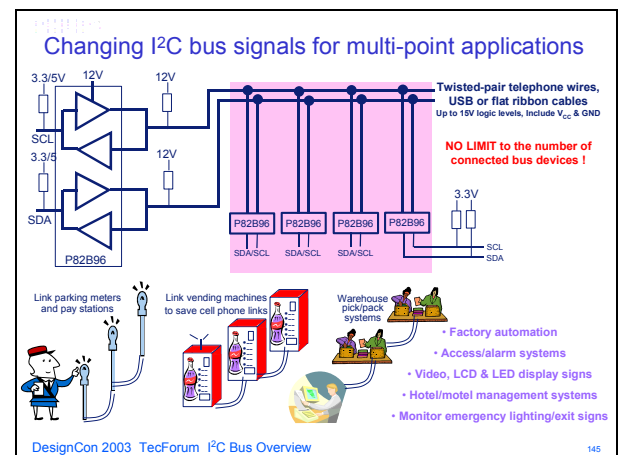 Changing I²C bus signals for multi-point applications
3.3/5V
12V
12V
SCL
3.3/5
12V
SDA
P82B96
Twisted-pair telephone wires,
USB or flat ribbon cables
Up to 15V logic levels, Include VCC & GND
NO LIMIT to the number of
connected bus devices !
3.3V
P82B96
P82B96
P82B96
P82B96
SDA/SCL
SDA/SCL
SDA/SCL
SCL
SDA
Link parking meters
and pay stations
Link vending machines
to save cell phone links
Warehouse
pick/pack
systems
• Factory automation
• Access/alarm systems
• Video, LCD & LED display signs
• Hotel/motel management systems
• Monitor emergency lighting/exit signs
DesignCon 2003 TecForum I²C Bus Overview
145